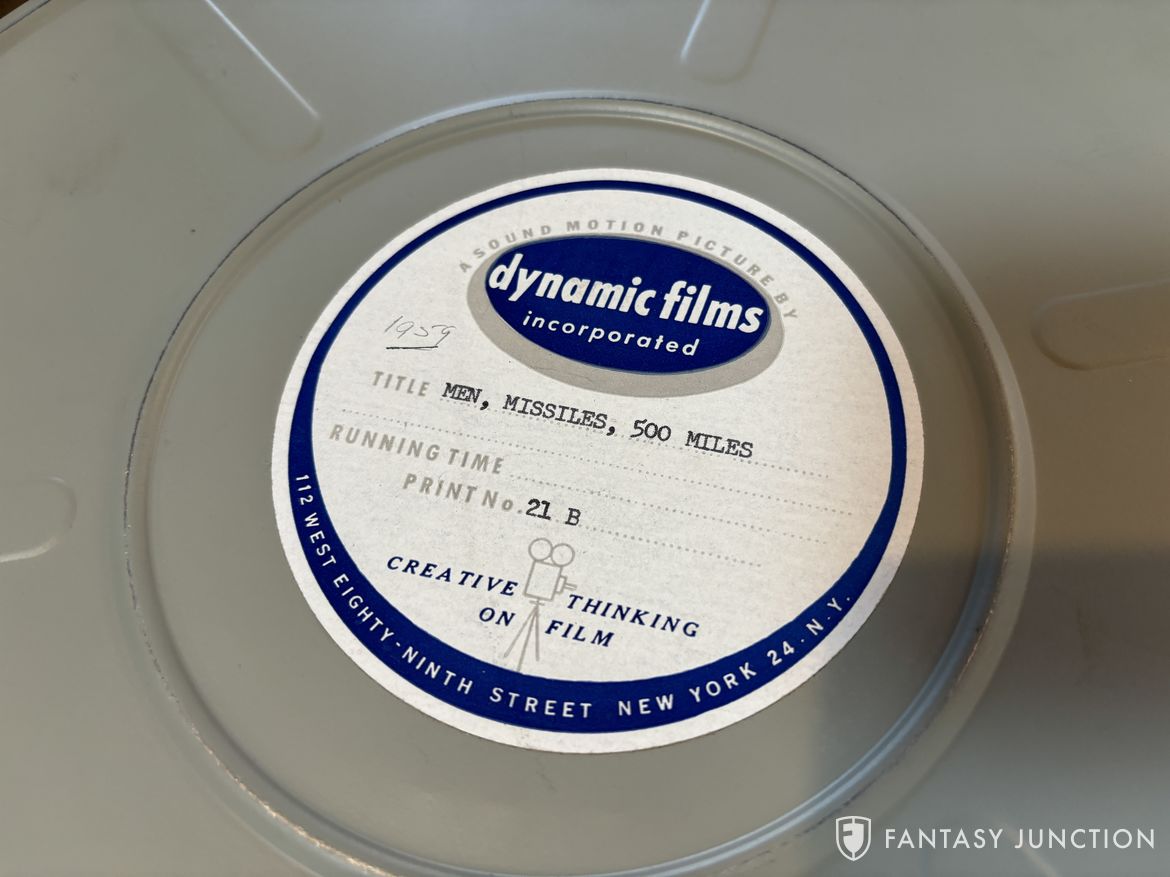 A SOUND MOTION PICTURE BY
dynamic films
incorporated
1959
TITLE MEN, MISSILES, 500 MILES
RUNNING TIME
PRINT No. 21 B
CREATIVE THINKING
ON FILM
112 WEST EIGHTY-NINTH STREET NEW YORK 24. N.Y.
FANTASY JUNCTION